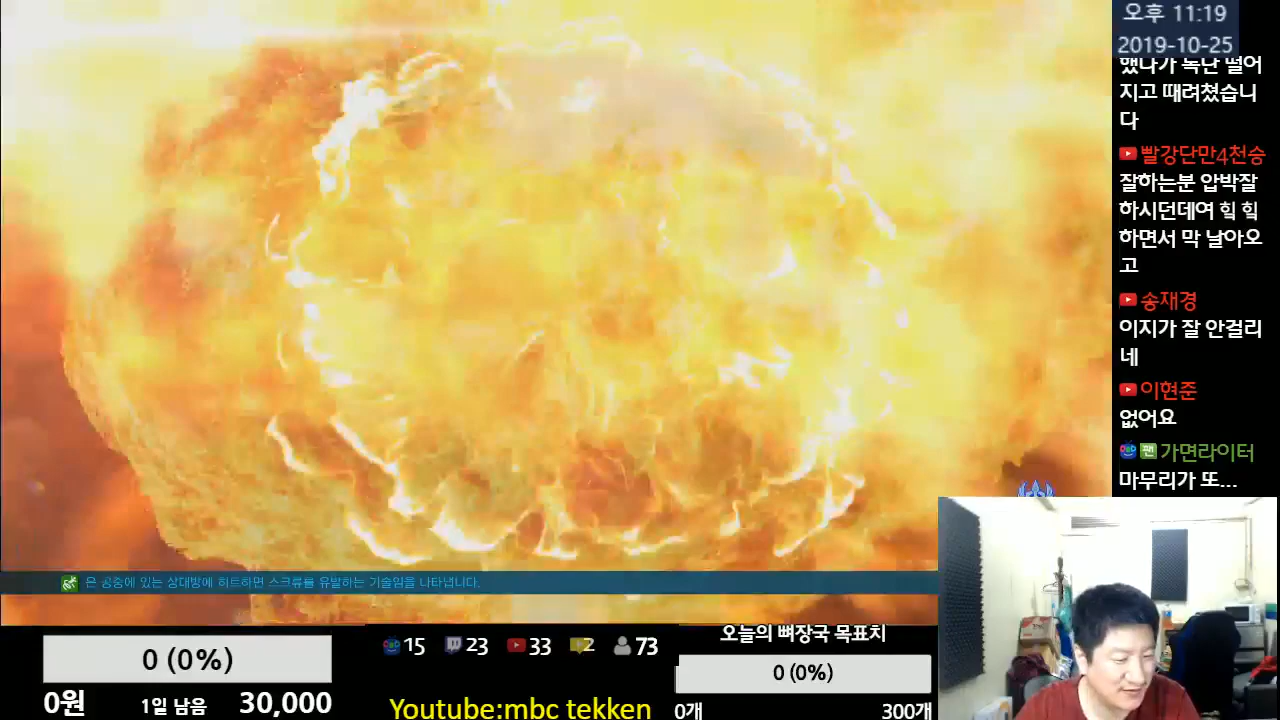 오후 11:19
2019-10-25
했다가 녹단 떨어
지고 때려쳤습니
다
빨강단만4천승
잘하는분 압박잘
하시던데여 힉 힉
하면서 막 날아오
고
송재경
이지가 잘 안걸리
네
이현준
없어요
팬 가면라이터
마무리가 또...
은 공중에 있는 상대방에 히트하면 스크류를 유발하는 기술임을 나타냅니다.
15 23 33 2 73
오늘의 뼈장국 목표치
0 (0%)
0 (0%)
0원 1일 남음 30,000
Youtube:mbc tekken
0개 300개